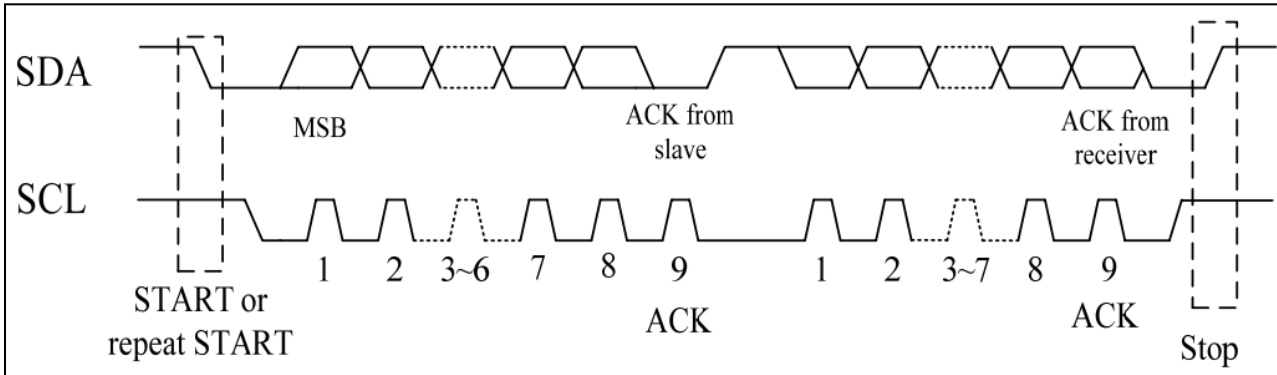 SDA
MSB
ACK from
slave
ACK from
receiver
SCL
1 2 3~6 7 8 9 1 2 3~7 8 9
START or
repeat START
ACK
ACK
Stop